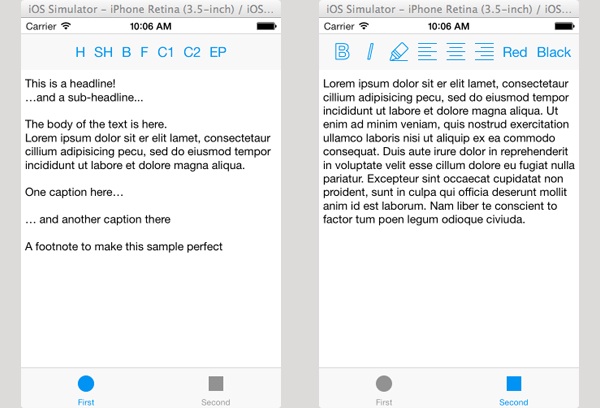 iOS Simulator – iPhone Retina (3.5–inch) / iOS...
Carrier 10:06 AM
H SH B F C1 C2 EP
This is a headline!
…and a sub-headline...
The body of the text is here.
Lorem ipsum dolor sit er elit lamet, consectetaur
cillium adipisicing pecu, sed do eiusmod tempor
incididunt ut labore et dolore magna aliqua.
One caption here…
… and another caption there
A footnote to make this sample perfect
First Second
iOS Simulator – iPhone Retina (3.5–inch) / iOS...
Carrier 10:06 AM
B I Red Black
Lorem ipsum dolor sit er elit lamet, consectetaur
cillium adipisicing pecu, sed do eiusmod tempor
incididunt ut labore et dolore magna aliqua. Ut
enim ad minim veniam, quis nostrud exercitation
ullamco laboris nisi ut aliquip ex ea commodo
consequat. Duis aute irure dolor in reprehenderit
in voluptate velit esse cillum dolore eu fugiat nulla
pariatur. Excepteur sint occaecat cupidatat non
proident, sunt in culpa qui officia deserunt mollit
anim id est laborum. Nam liber te conscient to
factor tum poen legum odioque civiuda.
First Second